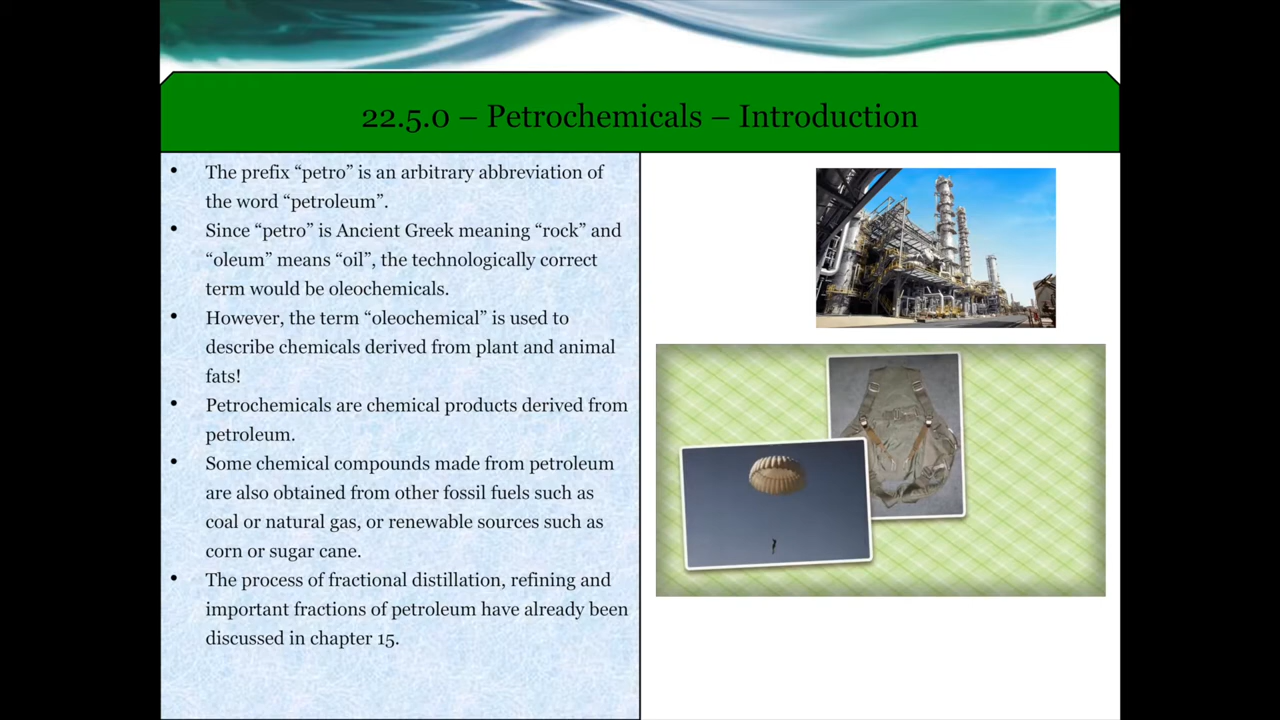 22.5.0 – Petrochemicals – Introduction
• The prefix “petro” is an arbitrary abbreviation of
the word “petroleum”.
• Since “petro” is Ancient Greek meaning “rock” and
“oleum” means “oil”, the technologically correct
term would be oleochemicals.
• However, the term “oleochemical” is used to
describe chemicals derived from plant and animal
fats!
• Petrochemicals are chemical products derived from
petroleum.
• Some chemical compounds made from petroleum
are also obtained from other fossil fuels such as
coal or natural gas, or renewable sources such as
corn or sugar cane.
• The process of fractional distillation, refining and
important fractions of petroleum have already been
discussed in chapter 15.